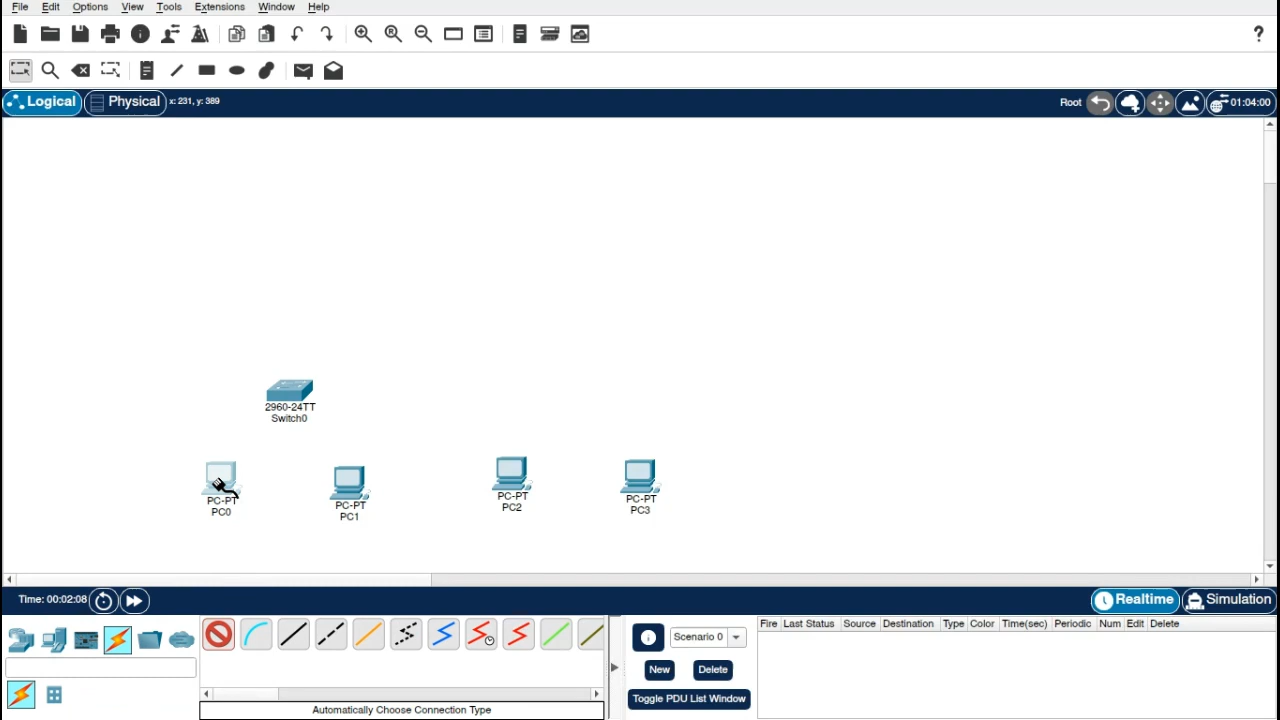 File Edit Options View Tools Extensions Window Help
?
Logical Physical x: 231, y: 389 Root 01:04:00
2960-24TT
Switch0
PC-PT
PC0
PC-PT
PC1
PC-PT
PC2
PC-PT
PC3
Time: 00:02:08 Realtime Simulation
Scenario 0
New Delete
Toggle PDU List Window
Fire Last Status Source Destination Type Color Time(sec) Periodic Num Edit Delete
Automatically Choose Connection Type